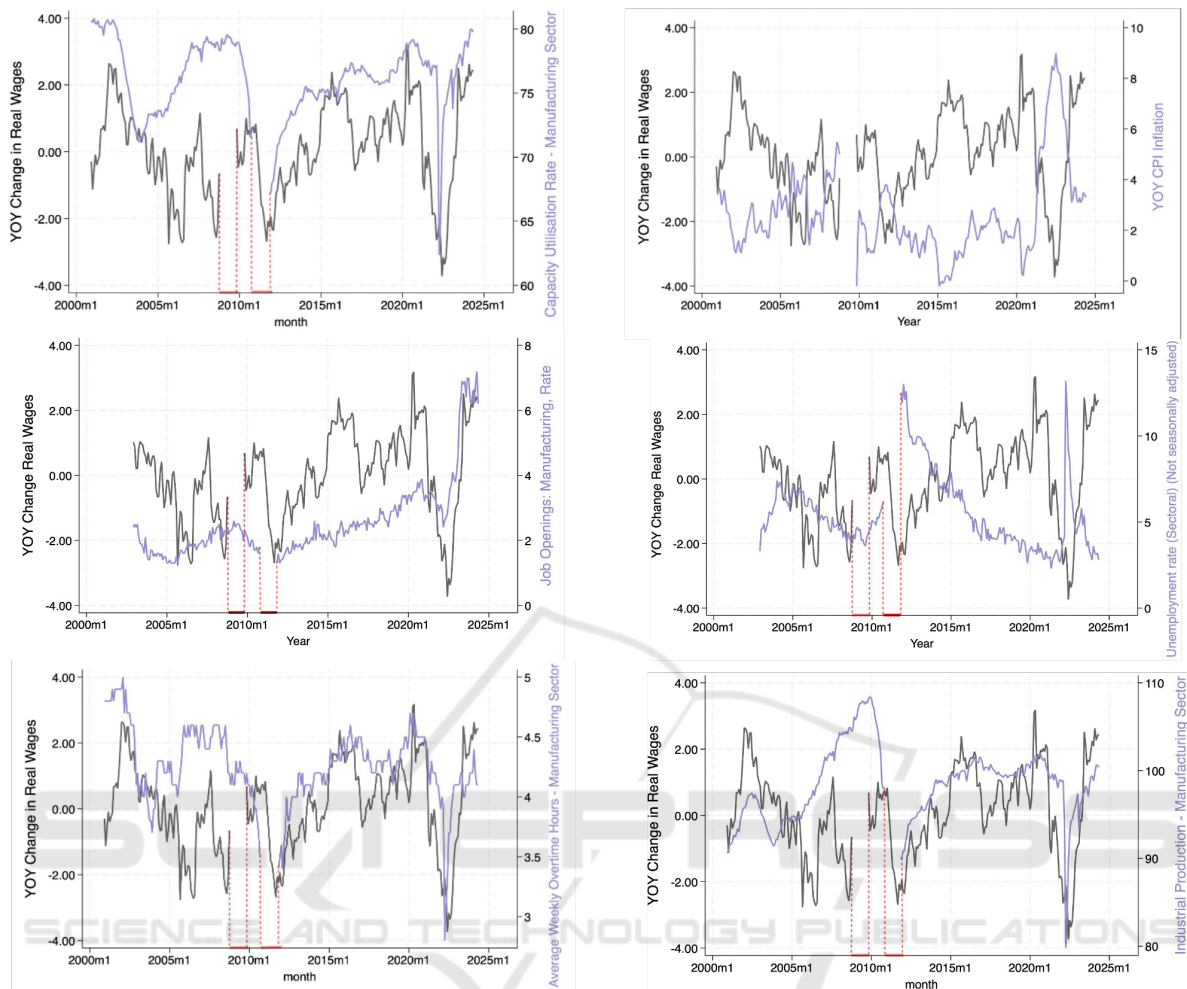 YOY Change in Real Wages
4.00
2.00
0.00
-2.00
-4.00
80
75
70
65
60
Capacity Utilisation Rate - Manufacturing Sector
2000m1 2005m1 2010m1 2015m1 2020m1 2025m1
month
YOY Change in Real Wages
4.00
2.00
0.00
-2.00
-4.00
10
8
6
4
2
0
YOY CPI Inflation
2000m1 2005m1 2010m1 2015m1 2020m1 2025m1
Year
YOY Change Real Wages
4.00
2.00
0.00
-2.00
-4.00
8
6
4
2
0
Job Openings: Manufacturing, Rate
2000m1 2005m1 2010m1 2015m1 2020m1 2025m1
Year
YOY Change Real Wages
4.00
2.00
0.00
-2.00
-4.00
15
10
5
0
Unemployment rate (Sectoral) (Not seasonally adjusted)
2000m1 2005m1 2010m1 2015m1 2020m1 2025m1
Year
YOY Change in Real Wages
4.00
2.00
0.00
-2.00
-4.00
5
4.5
4
3.5
3
Average Weekly Overtime Hours - Manufacturing Sector
2000m1 2005m1 2010m1 2015m1 2020m1 2025m1
month
YOY Change in Real Wages
4.00
2.00
0.00
-2.00
-4.00
110
100
90
80
Industrial Production - Manufacturing Sector
2000m1 2005m1 2010m1 2015m1 2020m1 2025m1
month
SCITEPRESS
SCIENCE AND TECHNOLOGY PUBLICATIONS